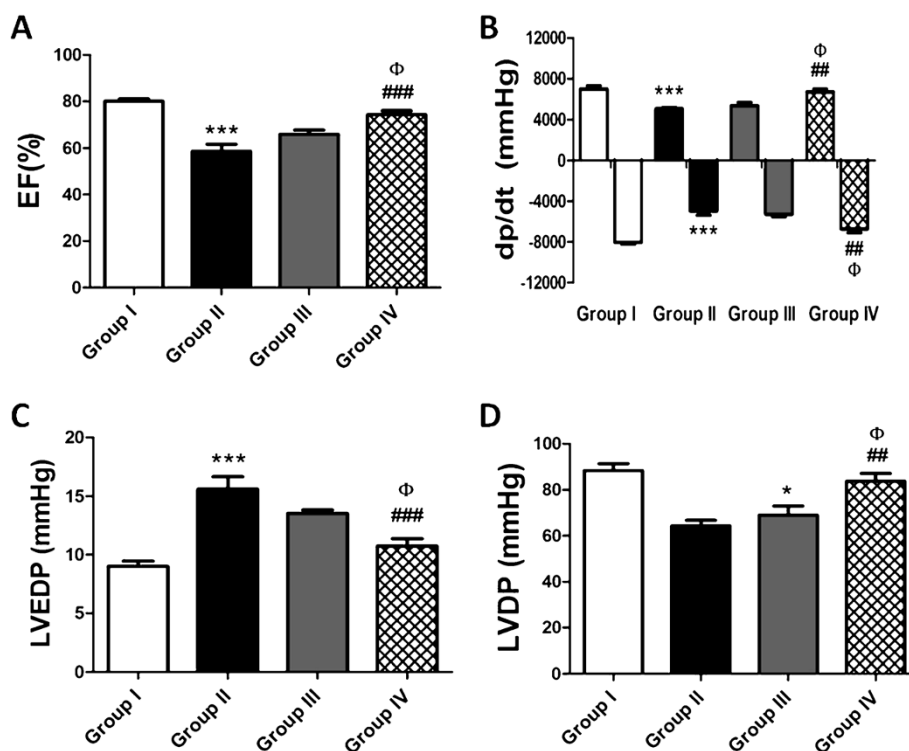 A
EF(%)
100
80
60
40
20
0
***
Φ
###
Group I
Group II
Group III
Group IV
B
dp/dt (mmHg)
12000
8000
4000
0
-4000
-8000
-12000
***
Φ
##
***
##
Φ
Group I Group II Group III Group IV
C
LVEDP (mmHg)
20
15
10
5
0
***
Φ
###
Group I
Group II
Group III
Group IV
D
LVDP (mmHg)
100
80
60
40
20
0
*
Φ
##
Group I
Group II
Group III
Group IV